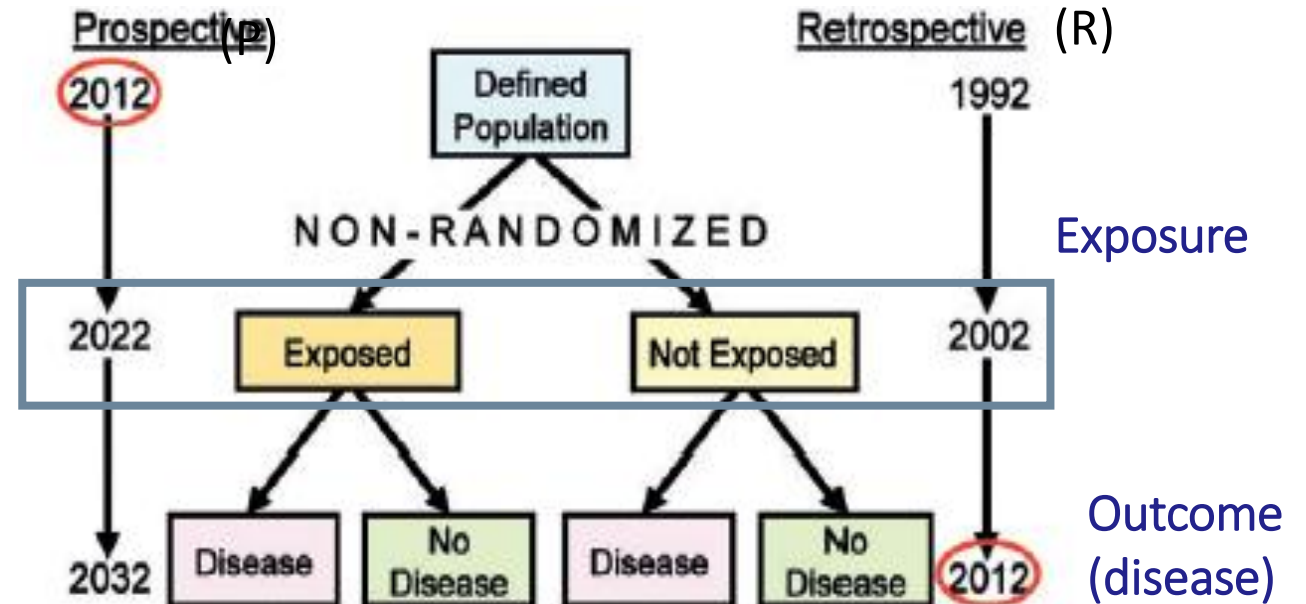 Prospective (P)
Retrospective (R)
2012
1992
Defined
Population
NON-RANDOMIZED
Exposure
2022
Exposed
Not Exposed
2002
Outcome
(disease)
2032
Disease
No
Disease
Disease
No
Disease
2012